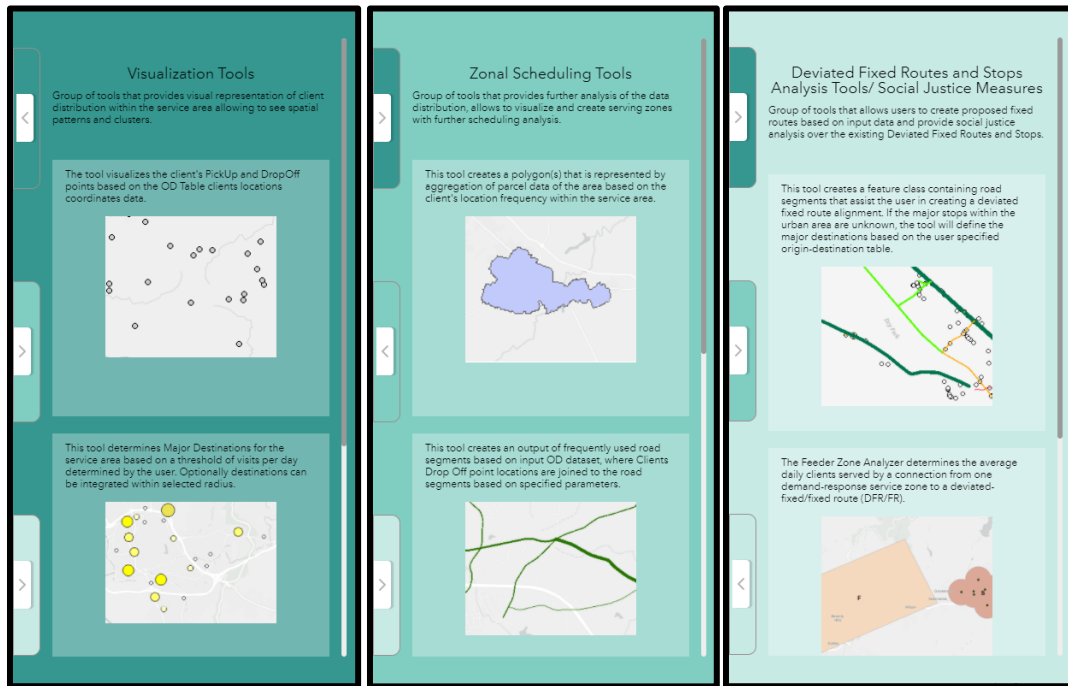 Visualization Tools
Group of tools that provides visual representation of client
distribution within the service area allowing to see spatial
patterns and clusters.
The tool visualizes the client's PickUp and DropOff
points based on the OD Table clients locations
coordinates data.
This tool determines Major Destinations for the
service area based on a threshold of visits per day
determined by the user. Optionally destinations can
be integrated within selected radius.
Zonal Scheduling Tools
Group of tools that provides further analysis of the data
distribution, allows to visualize and create serving zones
with further scheduling analysis.
This tool creates a polygon(s) that is represented by
aggregation of parcel data of the area based on the
client's location frequency within the service area.
This tool creates an output of frequently used road
segments based on input OD dataset, where Clients
Drop Off point locations are joined to the road
segments based on specified parameters.
Deviated Fixed Routes and Stops
Analysis Tools/ Social Justice Measures
Group of tools that allows users to create proposed fixed
routes based on input data and provide social justice
analysis over the existing Deviated Fixed Routes and Stops.
This tool creates a feature class containing road
segments that assist the user in creating a deviated
fixed route alignment. If the major stops within the
urban area are unknown, the tool will define the
major destinations based on the user specified
origin-destination table.
The Feeder Zone Analyzer determines the average
daily clients served by a connection from one
demand-response service zone to a deviated-
fixed/fixed route (DFR/FR).
F